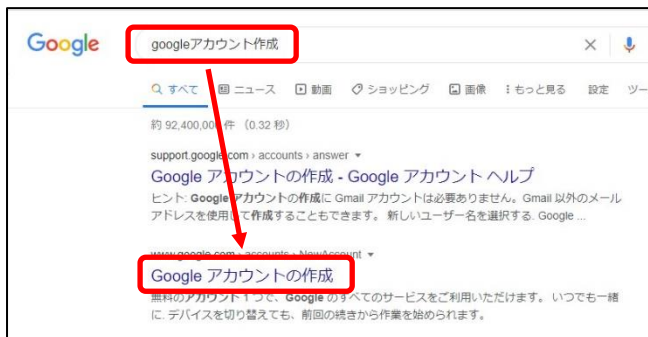 Google
googleアカウント作成
すべて ニュース 動画 ショッピング 画像 もっと見る 設定 ツー
約 92,400,00 件 (0.32 秒)
support.google.com › accounts › answer
Google アカウントの作成 - Google アカウント ヘルプ
ヒント: Google アカウントの作成に Gmail アカウントは必要ありません。Gmail 以外のメール
アドレスを使用して作成することもできます。 新しいユーザー名を選択する. Google ...
www.google.com › accounts › NewAccount
Google アカウントの作成
無料のアカウント 1 つで、Google のすべてのサービスをご利用いただけます。 いつでも一緒
に. デバイスを切り替えても、前回の続きから作業を始められます。